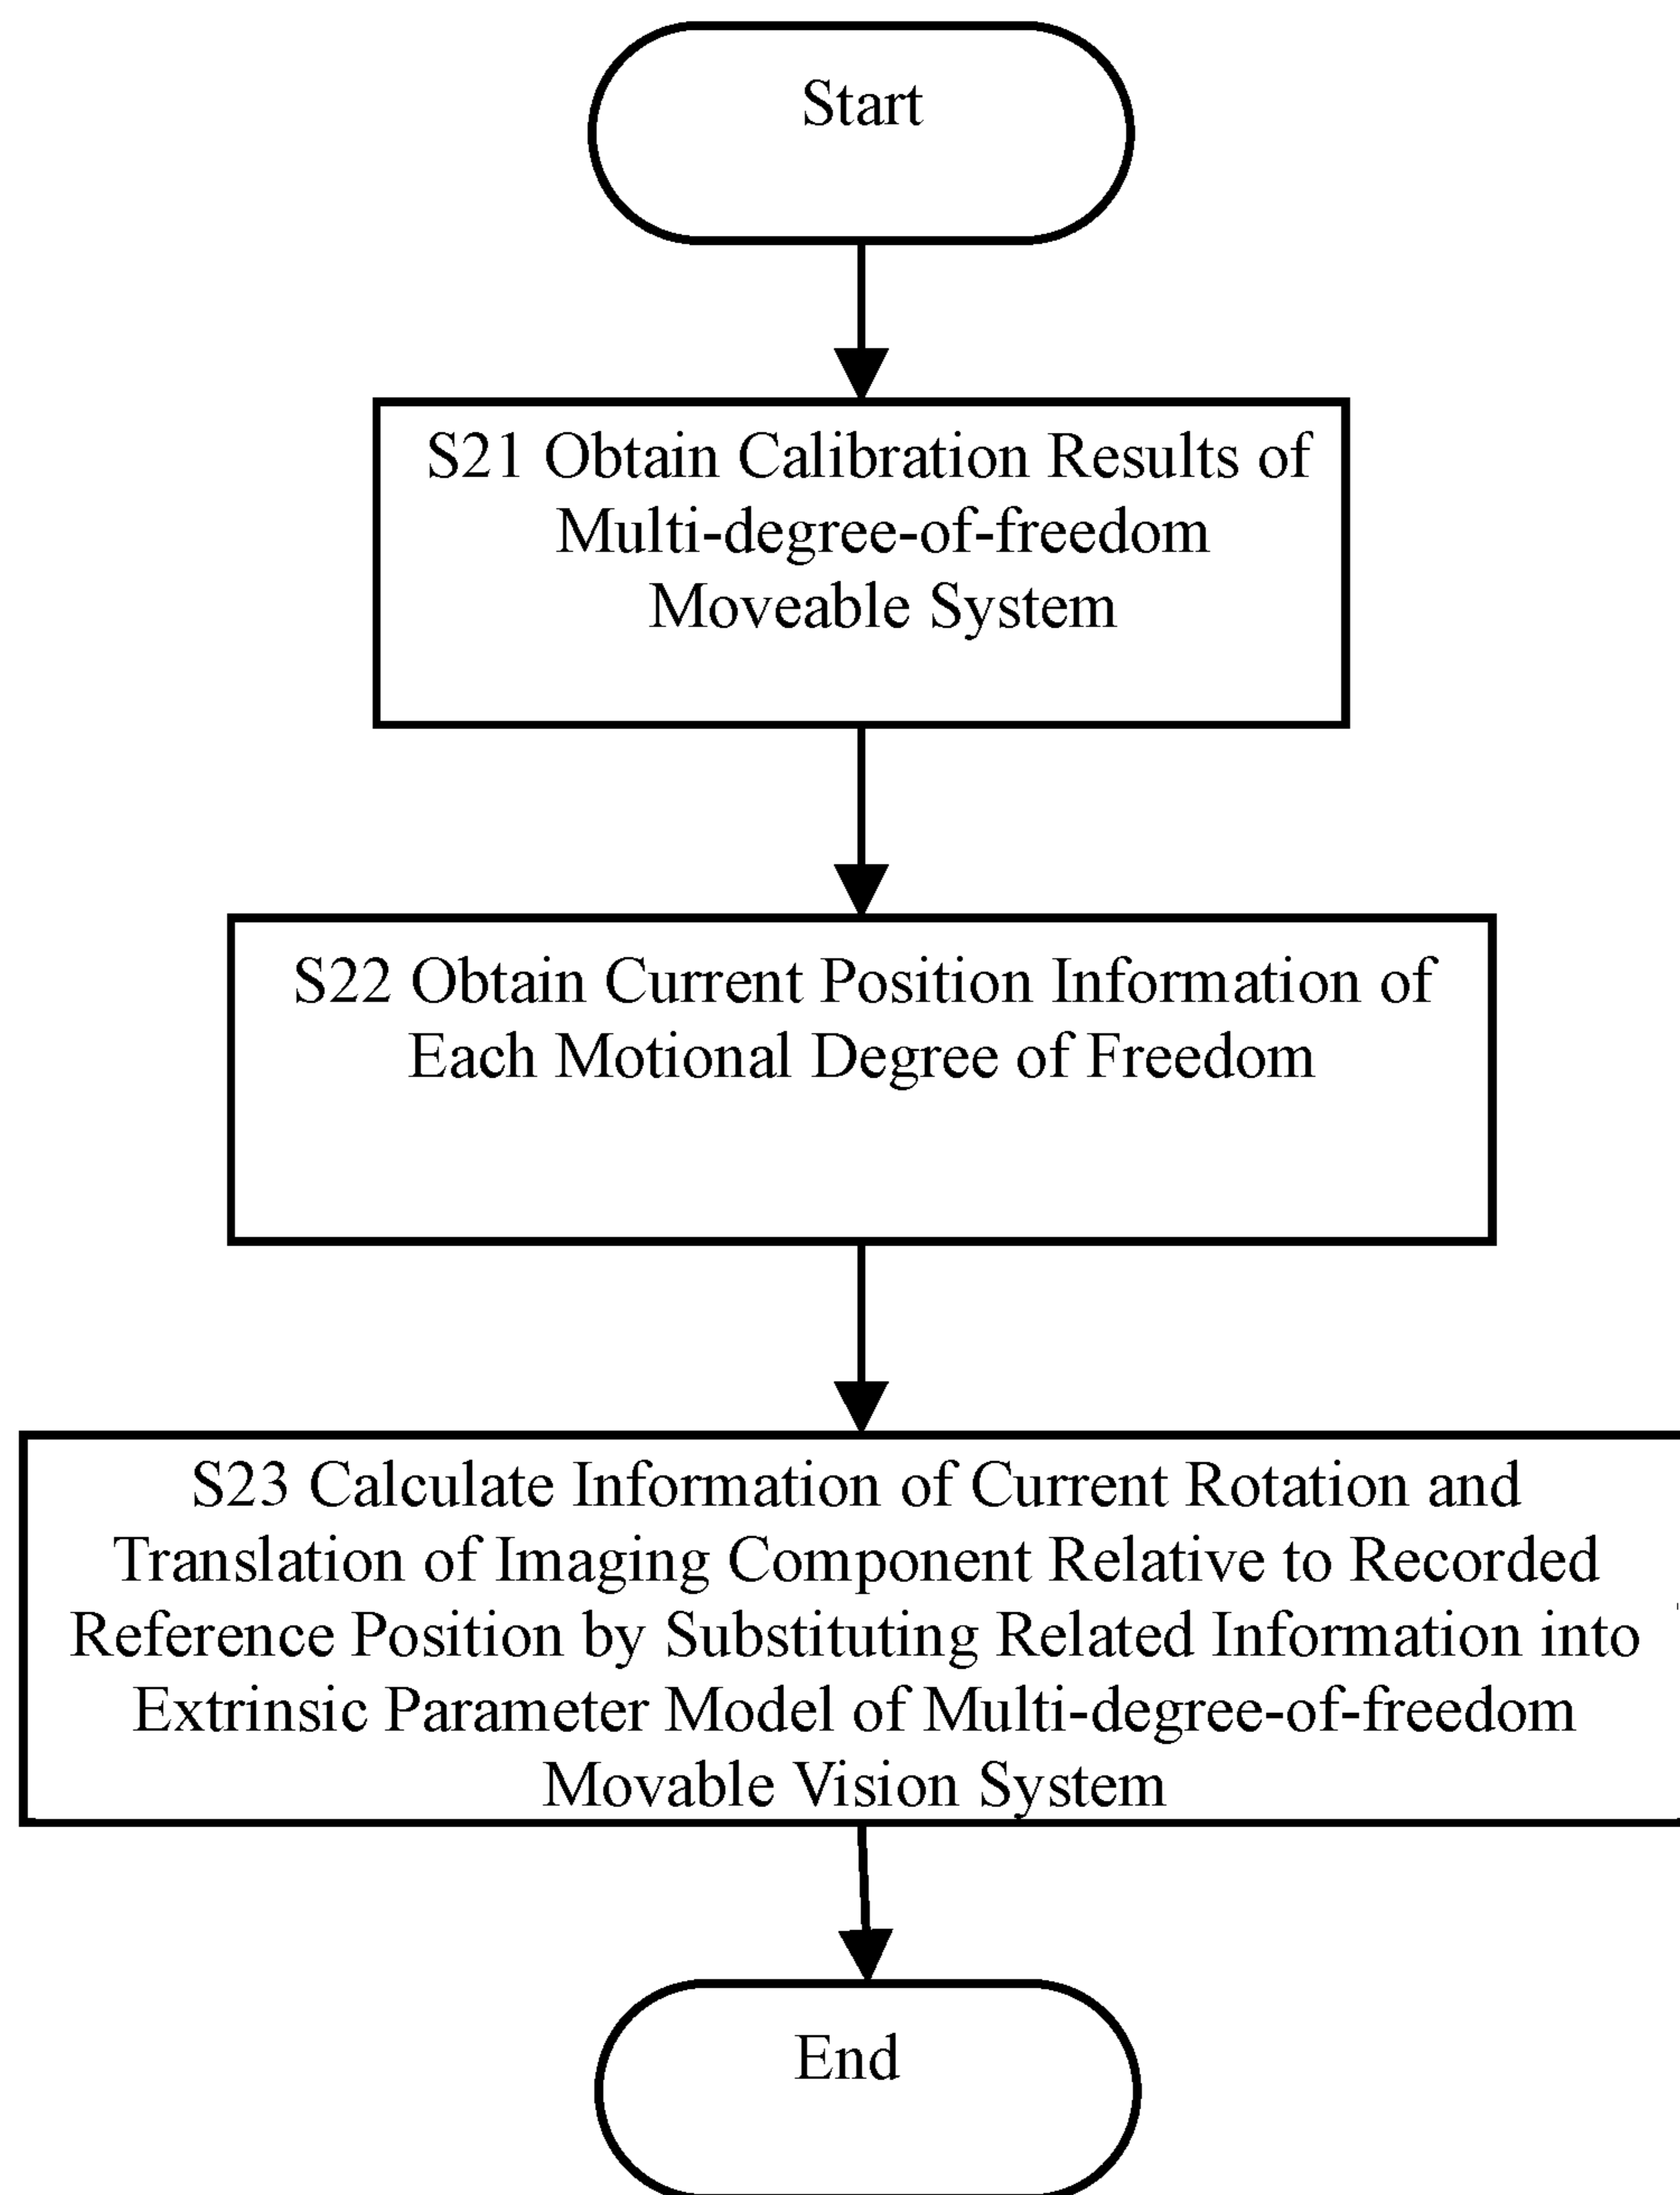 Start
S21 Obtain Calibration Results of
Multi-degree-of-freedom
Moveable System
S22 Obtain Current Position Information of
Each Motional Degree of Freedom
S23 Calculate Information of Current Rotation and
Translation of Imaging Component Relative to Recorded
Reference Position by Substituting Related Information into
Extrinsic Parameter Model of Multi-degree-of-freedom
Movable Vision System
End